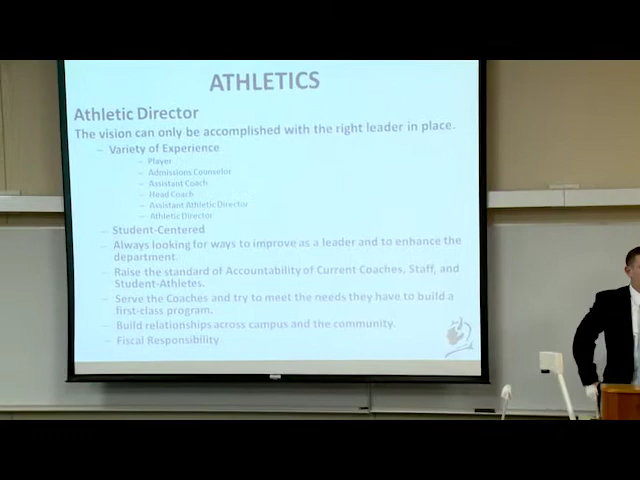 ATHLETICS
Athletic Director
The vision can only be accomplished with the right leader in place.
– Variety of Experience
– Player
– Admissions Counselor
– Assistant Coach
– Head Coach
– Assistant Athletic Director
– Athletic Director
– Student-Centered
– Always looking for ways to improve as a leader and to enhance the
department.
– Raise the standard of Accountability of Current Coaches, Staff, and
Student-Athletes.
– Serve the Coaches and try to meet the needs they have to build a
first-class program.
– Build relationships across campus and the community.
– Fiscal Responsibility